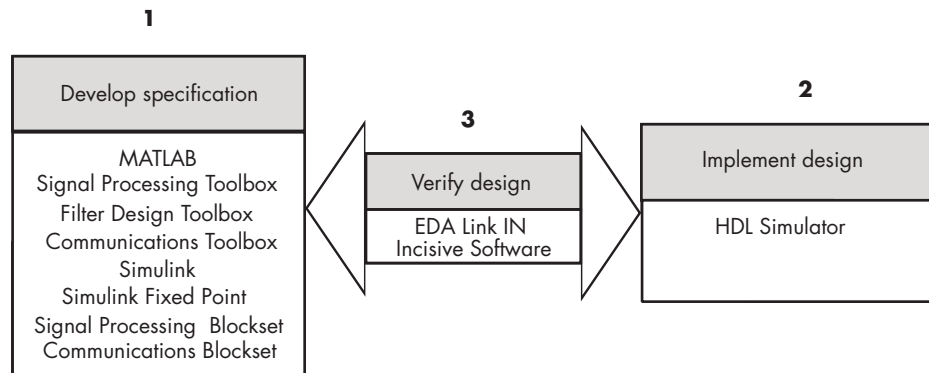 1
Develop specification
MATLAB
Signal Processing Toolbox
Filter Design Toolbox
Communications Toolbox
Simulink
Simulink Fixed Point
Signal Processing Blockset
Communications Blockset
3
Verify design
EDA Link IN
Incisive Software
2
Implement design
HDL Simulator